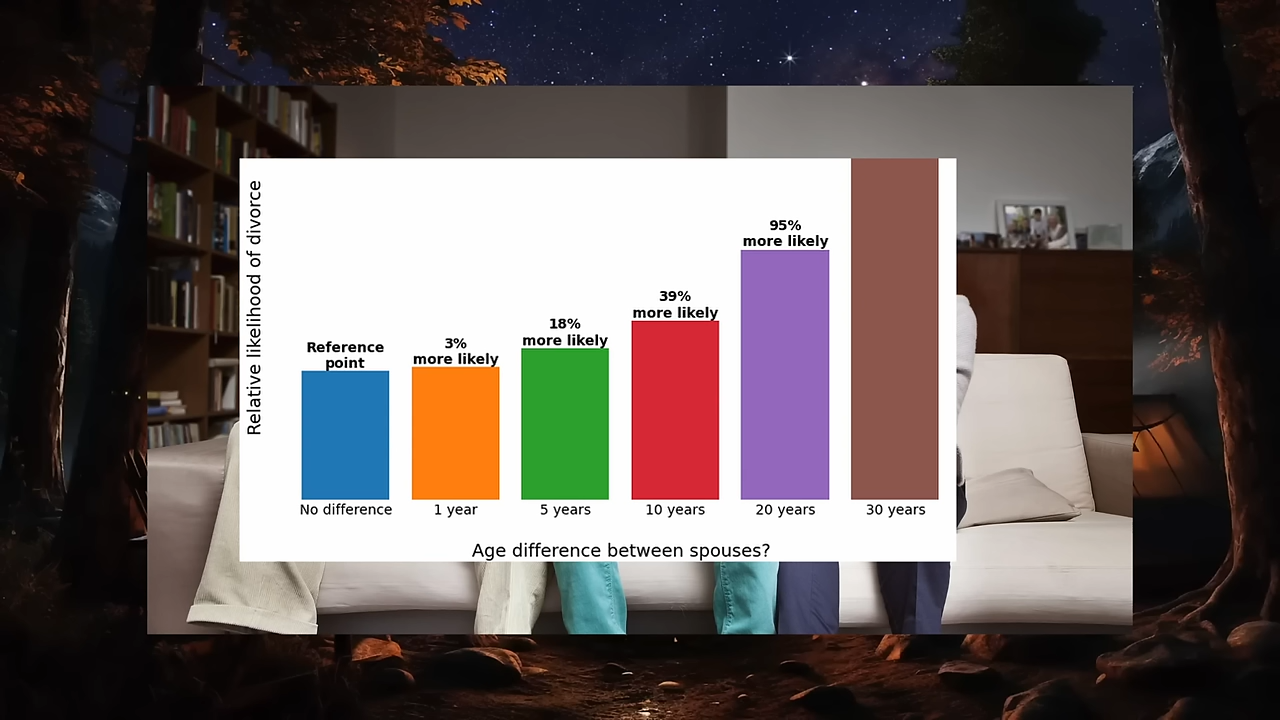 Relative likelihood of divorce
Reference
point
3%
more likely
18%
more likely
39%
more likely
95%
more likely
No difference
1 year
5 years
10 years
20 years
30 years
Age difference between spouses?